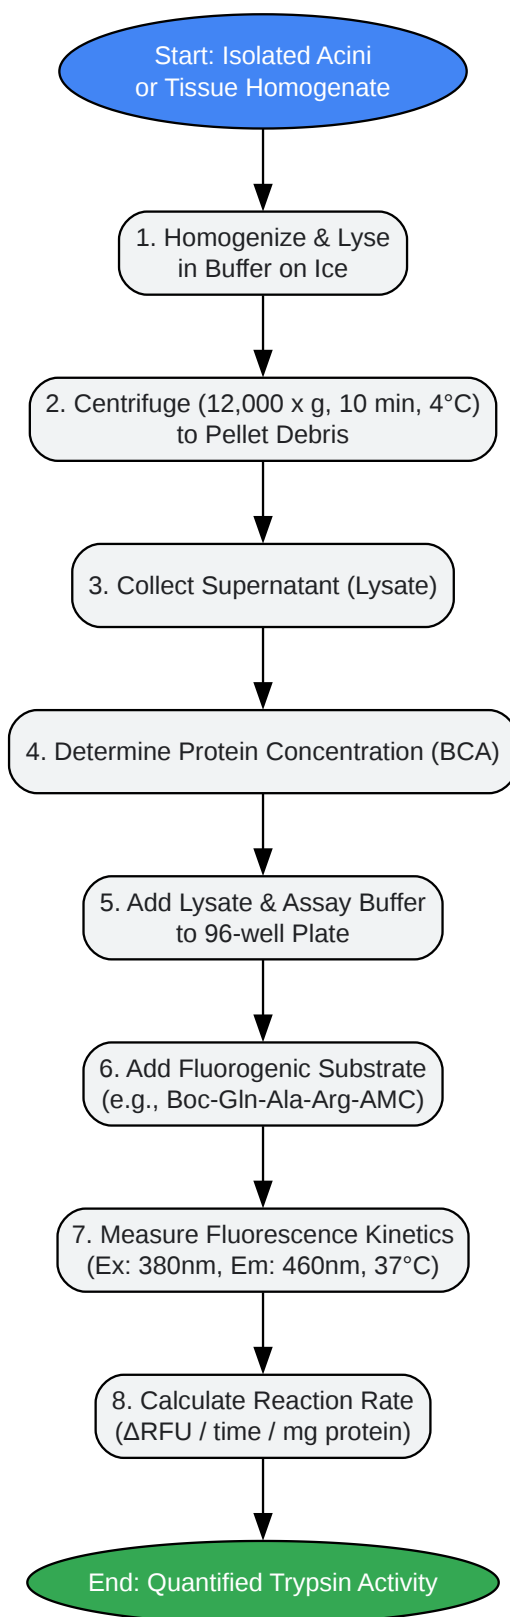 Start: Isolated Acini
or Tissue Homogenate
1. Homogenize & Lyse
in Buffer on Ice
2. Centrifuge (12,000 x g, 10 min, 4°C)
to Pellet Debris
3. Collect Supernatant (Lysate)
4. Determine Protein Concentration (BCA)
5. Add Lysate & Assay Buffer
to 96-well Plate
6. Add Fluorogenic Substrate
(e.g., Boc-Gln-Ala-Arg-AMC)
7. Measure Fluorescence Kinetics
(Ex: 380nm, Em: 460nm, 37°C)
8. Calculate Reaction Rate
(ΔRFU / time / mg protein)
End: Quantified Trypsin Activity